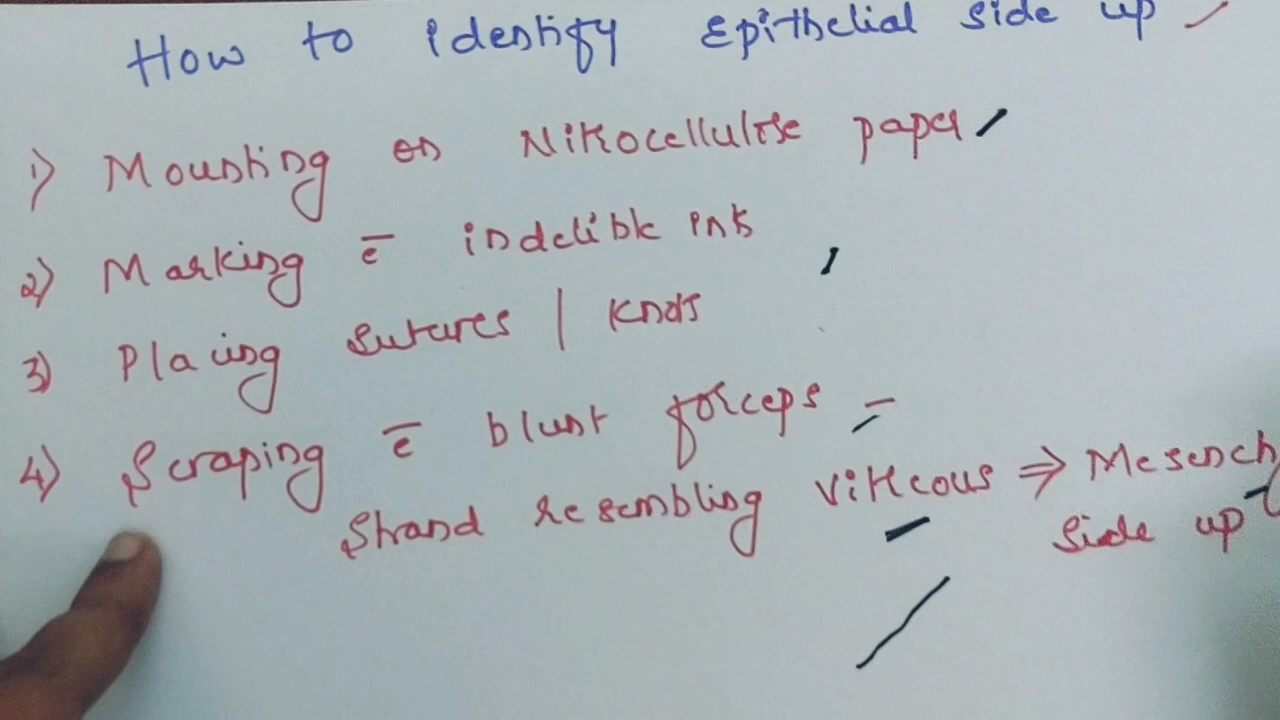 How to identify Epithelial side up
1) Mounting on Nitrocellulose paper
2) Marking c̅ indelible ink
3) Placing sutures / knots
4) Scraping c̅ blunt forceps
strand resembling vitreous ⇒ Mesench
side up